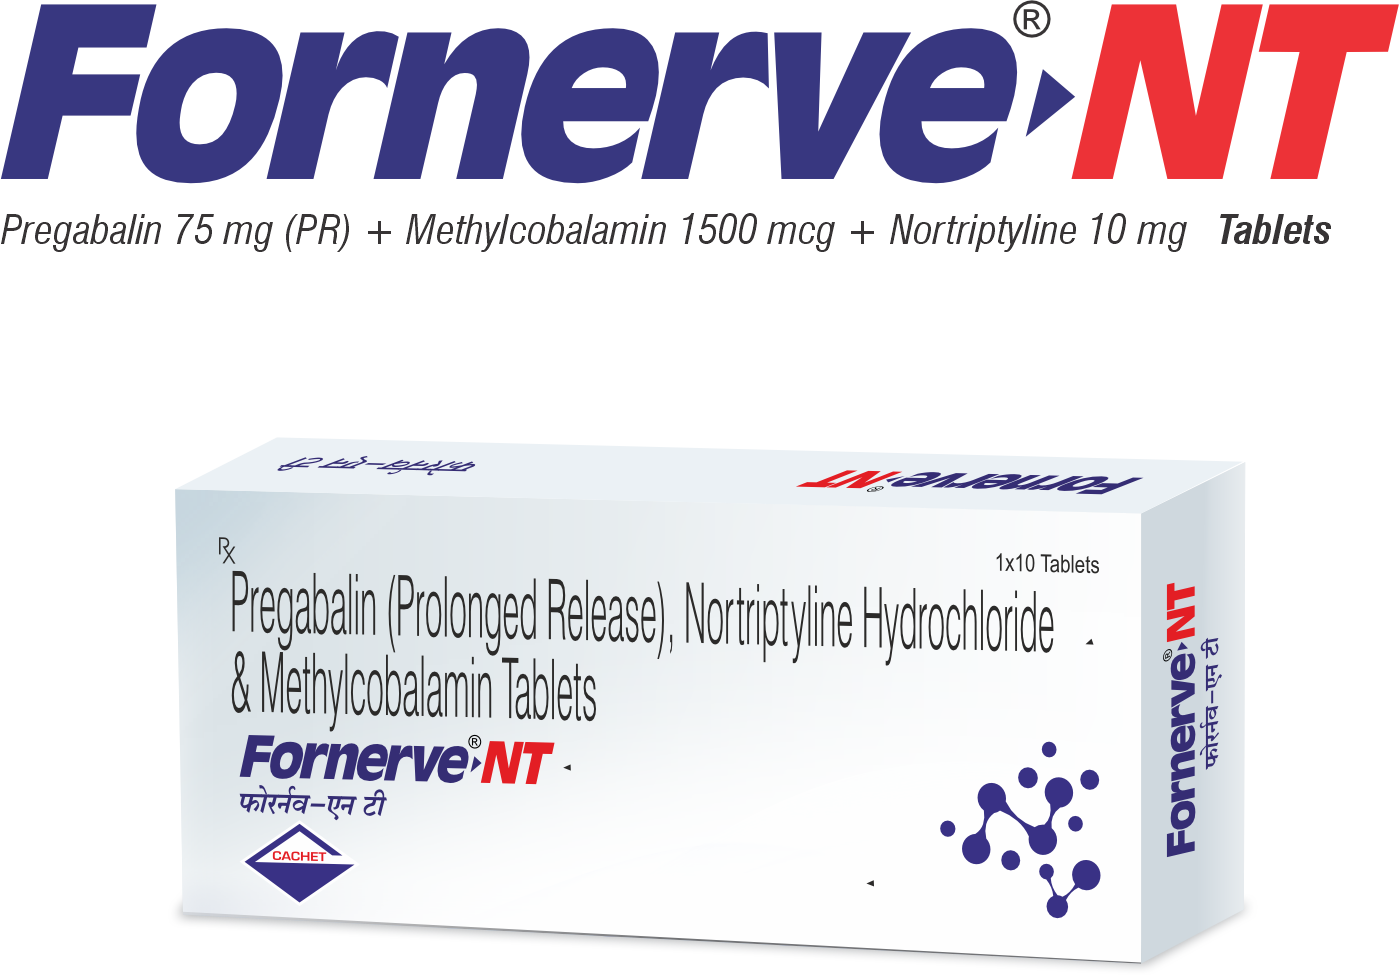 Fornerve®▸NT
Pregabalin 75 mg (PR) + Methylcobalamin 1500 mcg + Nortriptyline 10 mg Tablets
फोरर्नव-एन टी
Fornerve®▸NT
Rx
1x10 Tablets
Pregabalin (Prolonged Release), Nortriptyline Hydrochloride
& Methylcobalamin Tablets
Fornerve®▸NT
फोरर्नव-एन टी
CACHET
Fornerve®▸NT
फोरर्नव-एन टी